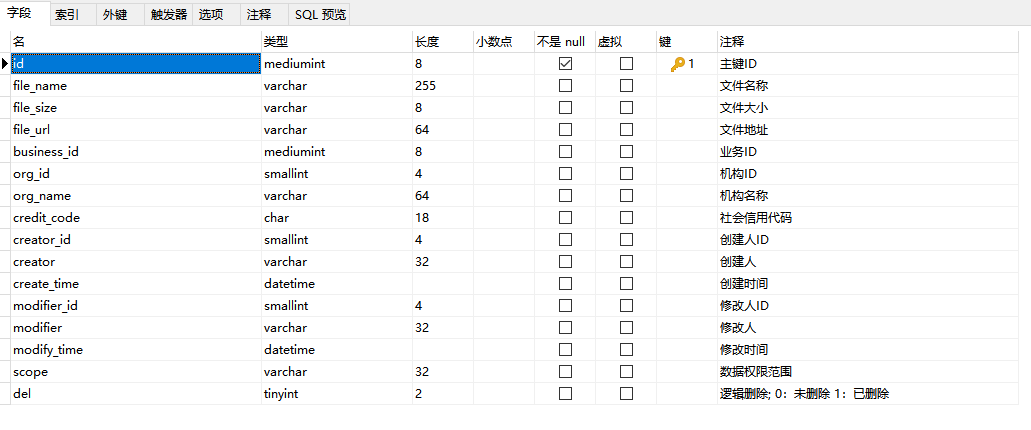 字段 索引 外键 触发器 选项 注释 SQL 预览
名 类型 长度 小数点 不是 null 虚拟 键 注释
id mediumint 8 1 主键ID
file_name varchar 255 文件名称
file_size varchar 8 文件大小
file_url varchar 64 文件地址
business_id mediumint 8 业务ID
org_id smallint 4 机构ID
org_name varchar 64 机构名称
credit_code char 18 社会信用代码
creator_id smallint 4 创建人ID
creator varchar 32 创建人
create_time datetime 创建时间
modifier_id smallint 4 修改人ID
modifier varchar 32 修改人
modify_time datetime 修改时间
scope varchar 32 数据权限范围
del tinyint 2 逻辑删除; 0：未删除 1：已删除